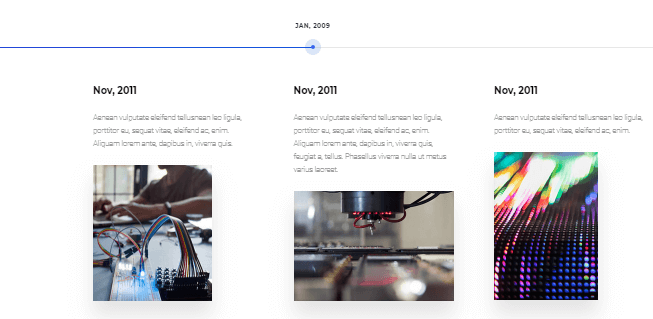 JAN, 2009
Nov, 2011
Aenean vulputate eleifend tellusnean leo ligula,
porttitor eu, sequat vitae, eleifend ac, enim.
Aliquam lorem ante, dapibus in, viverra quis.
Nov, 2011
Aenean vulputate eleifend tellusnean leo ligula,
porttitor eu, sequat vitae, eleifend ac, enim.
Aliquam lorem ante, dapibus in, viverra quis,
feugiat a, tellus. Phasellus viverra nulla ut metus
varius laoreet.
Nov, 2011
Aenean vulputate eleifend tellusnean leo ligula,
porttitor eu, sequat vitae, eleifend ac, enim.